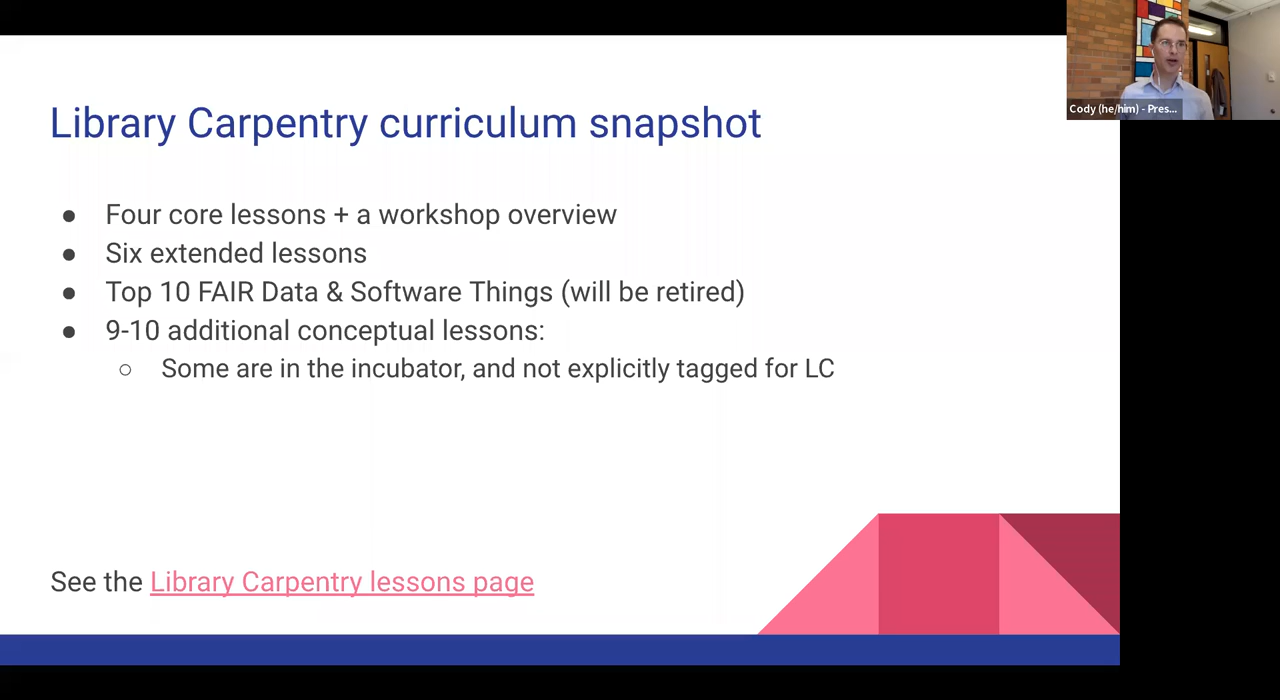 Library Carpentry curriculum snapshot
● Four core lessons + a workshop overview
● Six extended lessons
● Top 10 FAIR Data & Software Things (will be retired)
● 9-10 additional conceptual lessons:
○ Some are in the incubator, and not explicitly tagged for LC
See the Library Carpentry lessons page
Cody (he/him) - Pres...